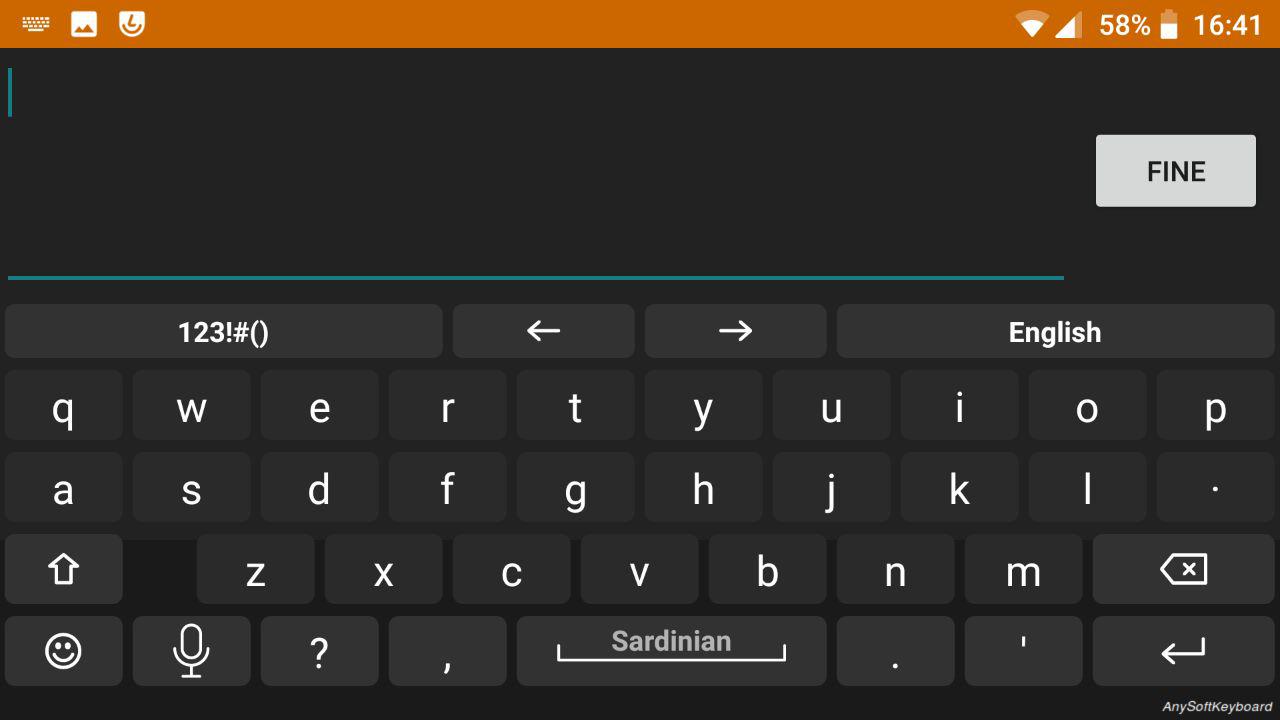 58% 16:41
FINE
123!#() ← → English
q w e r t y u i o p
a s d f g h j k l ·
z x c v b n m
? , Sardinian . '
AnySoftKeyboard